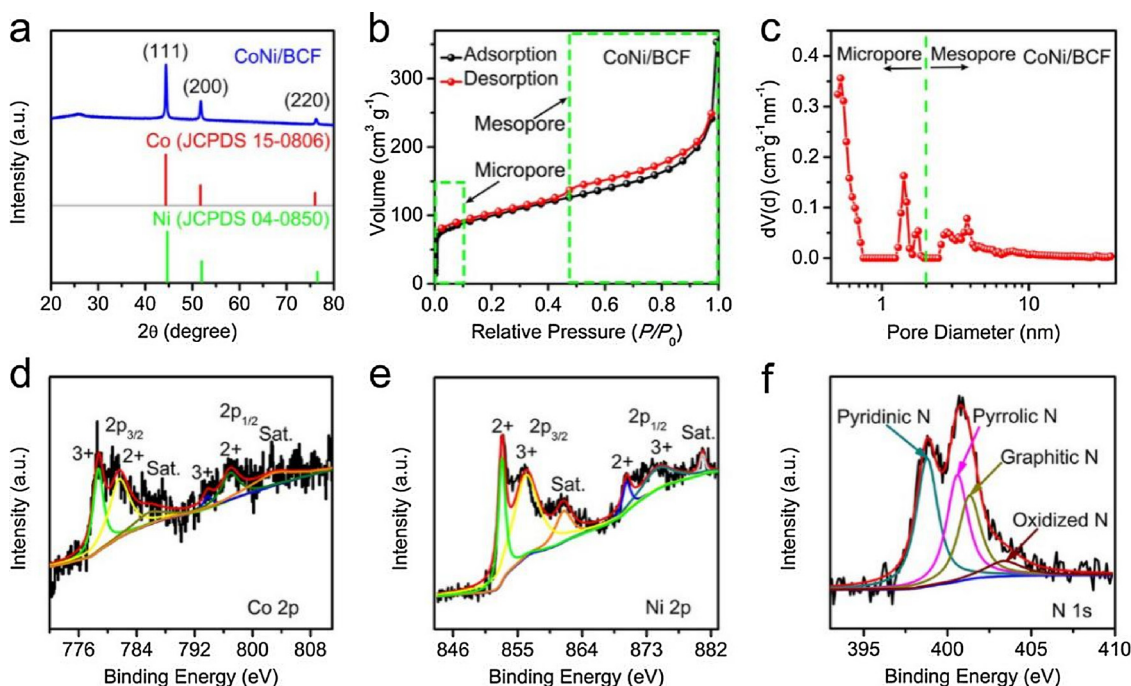 a
Intensity (a.u.)
(111)
CoNi/BCF
(200)
(220)
Co (JCPDS 15-0806)
Ni (JCPDS 04-0850)
20 30 40 50 60 70 80
2θ (degree)
b
Volume (cm³ g⁻¹)
300
200
100
0
Adsorption
Desorption
CoNi/BCF
Mesopore
Micropore
0.0 0.2 0.4 0.6 0.8 1.0
Relative Pressure (P/P₀)
c
dV(d) (cm³g⁻¹nm⁻¹)
0.4
0.3
0.2
0.1
0.0
Micropore
Mesopore
CoNi/BCF
1 10
Pore Diameter (nm)
d
Intensity (a.u.)
2p₃/₂
3+
2+
Sat.
2p₁/₂
Sat.
3+
2+
Co 2p
776 784 792 800 808
Binding Energy (eV)
e
Intensity (a.u.)
2+
2p₃/₂
3+
Sat.
2p₁/₂
2+
3+
Sat.
Ni 2p
846 855 864 873 882
Binding Energy (eV)
f
Intensity (a.u.)
Pyridinic N
Pyrrolic N
Graphitic N
Oxidized N
N 1s
395 400 405 410
Binding Energy (eV)